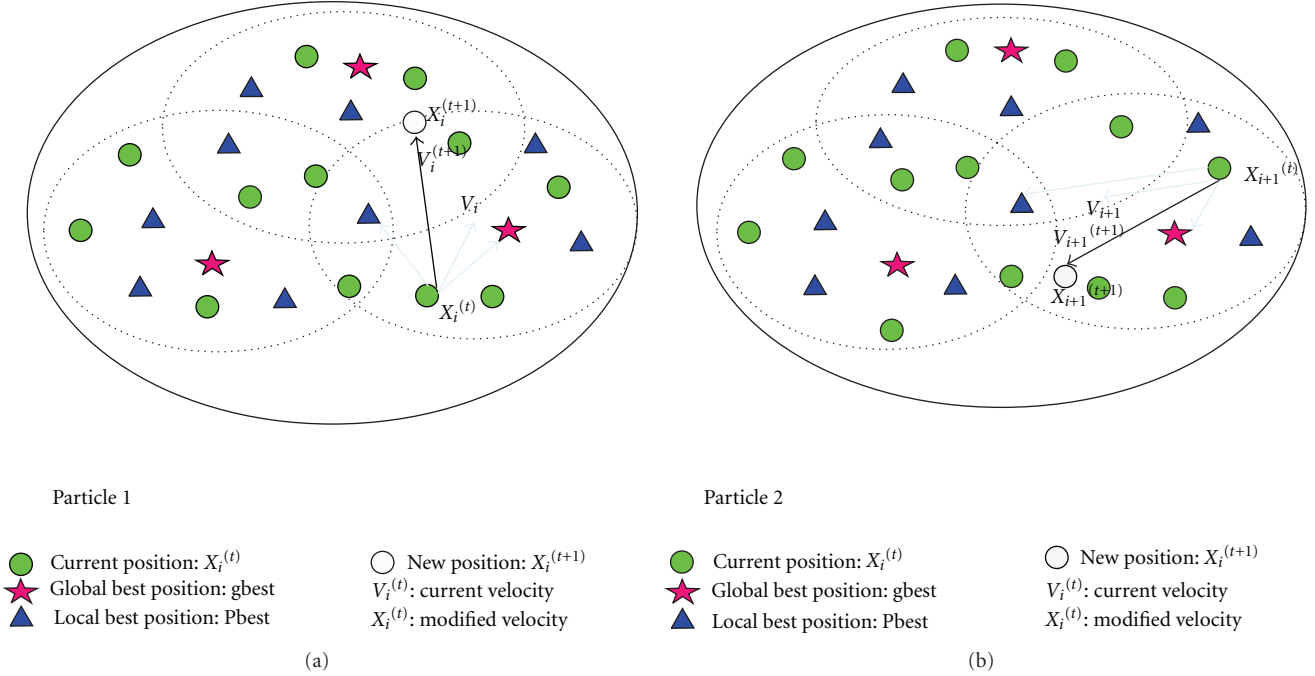 X_i^(t+1)
V_i^(t+1)
V_i
X_i^(t)
X_{i+1}^(t)
V_{i+1}
V_{i+1}^(t+1)
X_{i+1}^(t+1)
Particle 1
Current position: X_i^(t)
Global best position: gbest
Local best position: Pbest
New position: X_i^(t+1)
V_i^(t): current velocity
X_i^(t): modified velocity
(a)
Particle 2
Current position: X_i^(t)
Global best position: gbest
Local best position: Pbest
New position: X_i^(t+1)
V_i^(t): current velocity
X_i^(t): modified velocity
(b)